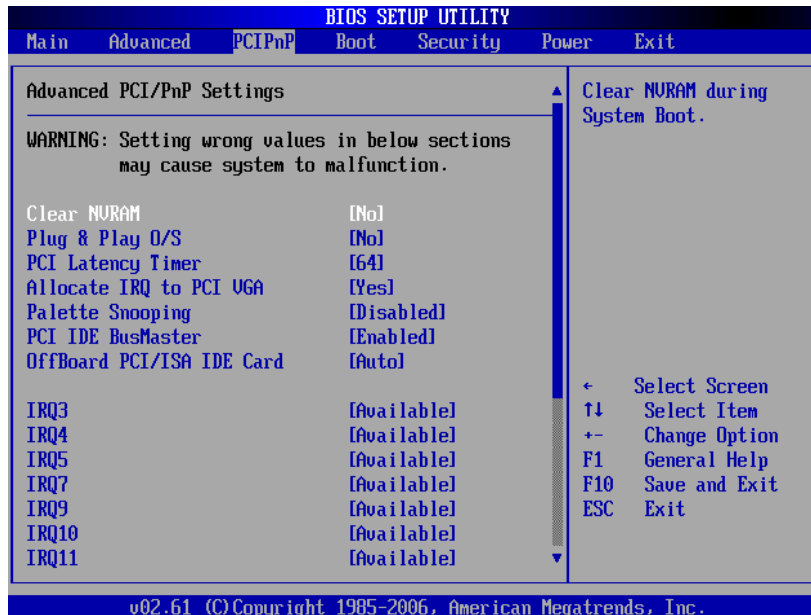 BIOS SETUP UTILITY
Main Advanced PCIPnP Boot Security Power Exit
Advanced PCI/PnP Settings
WARNING: Setting wrong values in below sections
may cause system to malfunction.
Clear NVRAM [No]
Plug & Play O/S [No]
PCI Latency Timer [64]
Allocate IRQ to PCI VGA [Yes]
Palette Snooping [Disabled]
PCI IDE BusMaster [Enabled]
OffBoard PCI/ISA IDE Card [Auto]
IRQ3 [Available]
IRQ4 [Available]
IRQ5 [Available]
IRQ7 [Available]
IRQ9 [Available]
IRQ10 [Available]
IRQ11 [Available]
Clear NVRAM during
System Boot.
← Select Screen
↑↓ Select Item
+- Change Option
F1 General Help
F10 Save and Exit
ESC Exit
v02.61 (C)Copyright 1985-2006, American Megatrends, Inc.